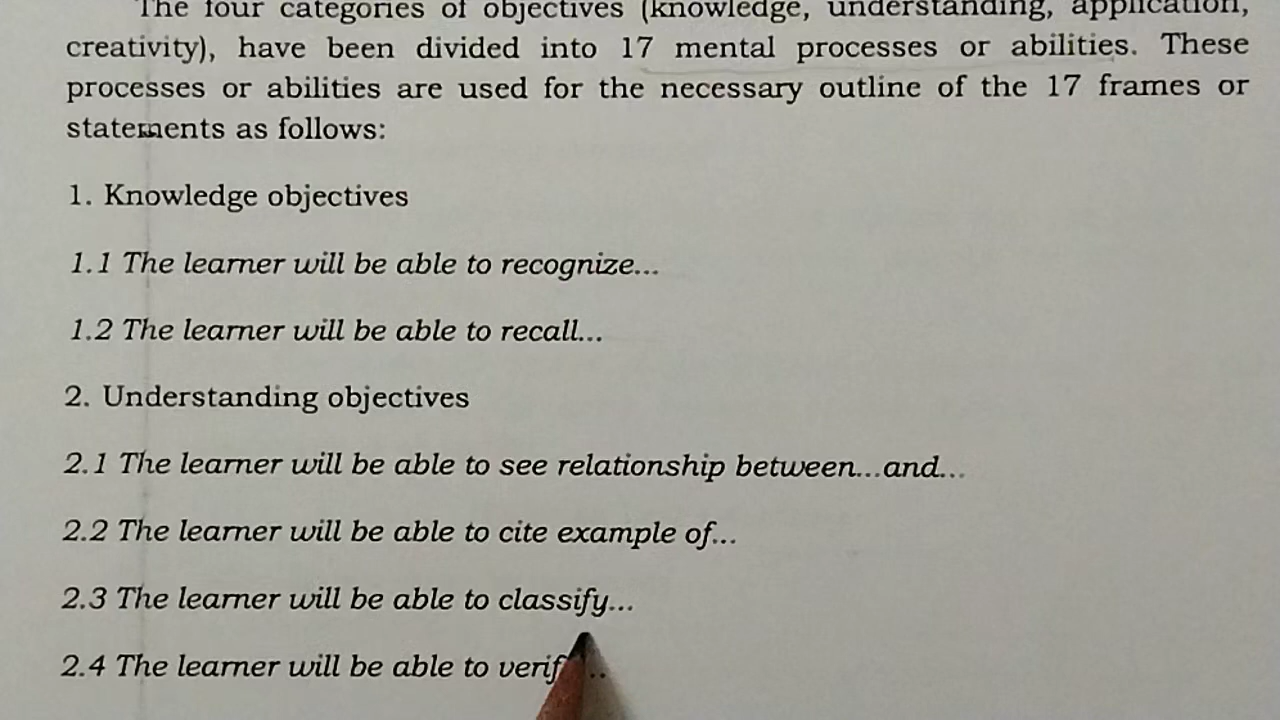 The four categories of objectives (knowledge, understanding, application,
creativity), have been divided into 17 mental processes or abilities. These
processes or abilities are used for the necessary outline of the 17 frames or
statements as follows:
1. Knowledge objectives
1.1 The learner will be able to recognize...
1.2 The learner will be able to recall...
2. Understanding objectives
2.1 The learner will be able to see relationship between...and...
2.2 The learner will be able to cite example of...
2.3 The learner will be able to classify...
2.4 The learner will be able to